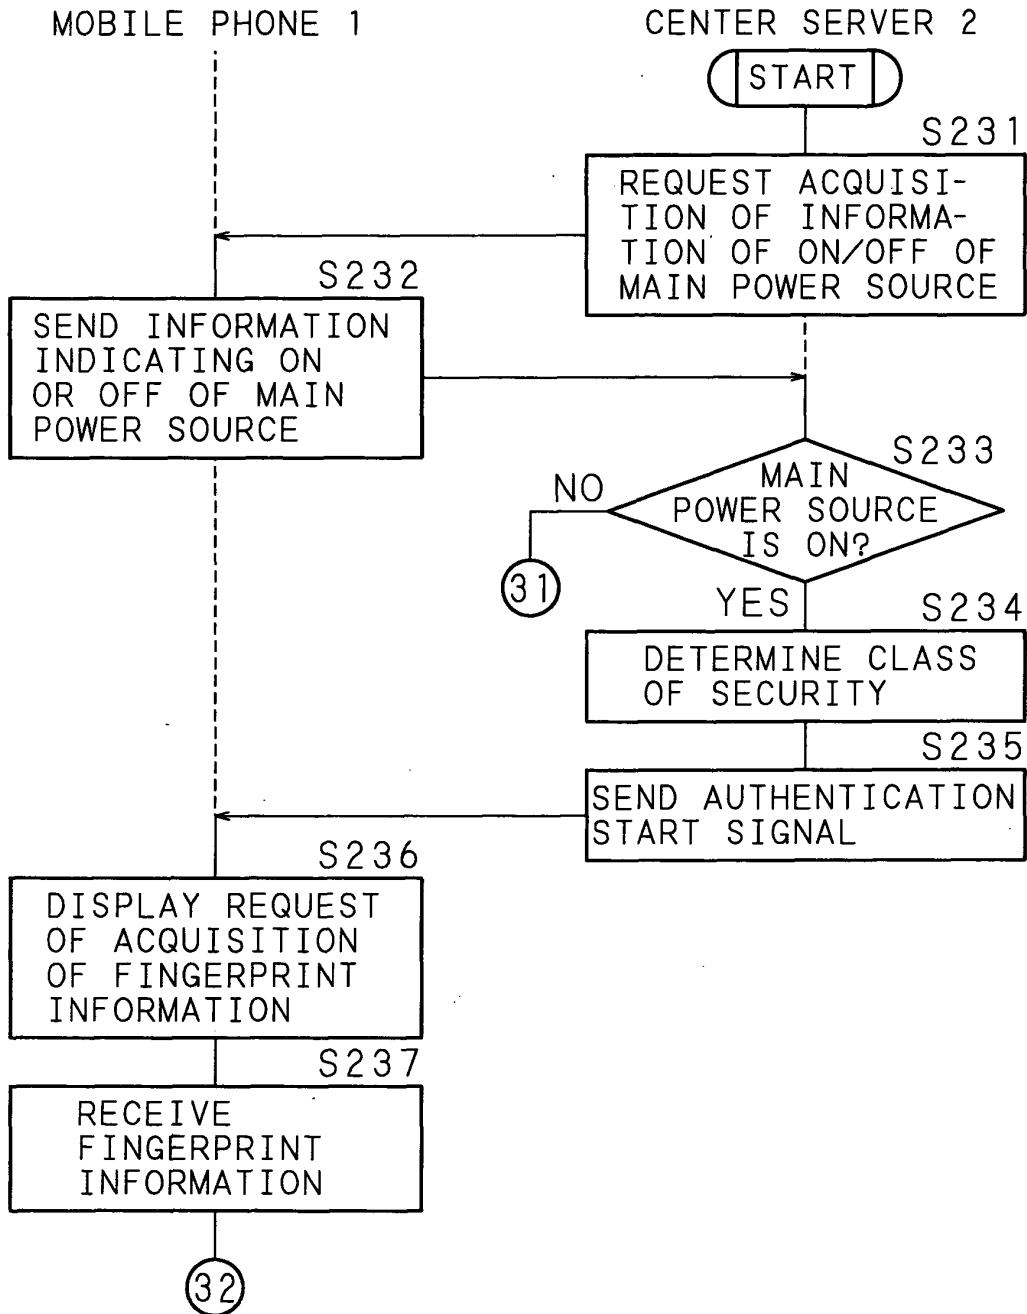 MOBILE PHONE 1
CENTER SERVER 2
START
S231
REQUEST ACQUISI-
TION OF INFORMA-
TION OF ON/OFF OF
MAIN POWER SOURCE
S232
SEND INFORMATION
INDICATING ON
OR OFF OF MAIN
POWER SOURCE
S233
MAIN
POWER SOURCE
IS ON?
NO
31
YES
S234
DETERMINE CLASS
OF SECURITY
S235
SEND AUTHENTICATION
START SIGNAL
S236
DISPLAY REQUEST
OF ACQUISITION
OF FINGERPRINT
INFORMATION
S237
RECEIVE
FINGERPRINT
INFORMATION
32